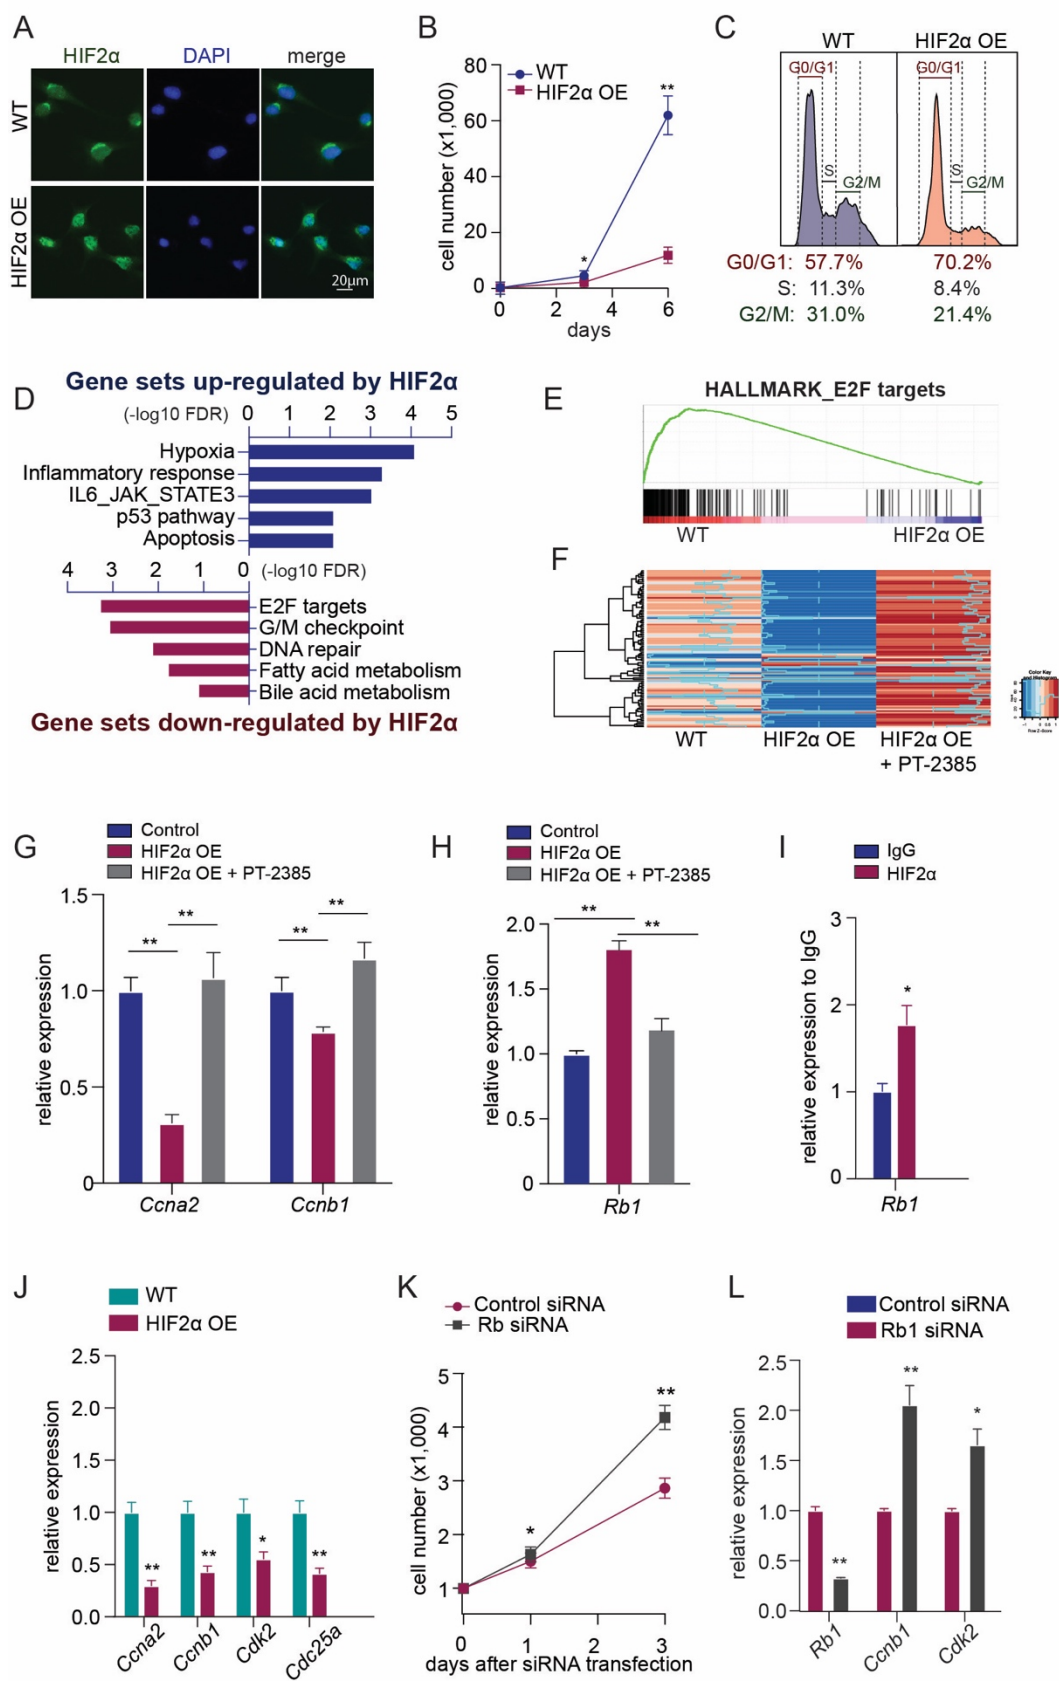 A
HIF2α DAPI merge
WT
HIF2α OE
20µm
B
WT
HIF2α OE
cell number (x1,000)
80
60
40
20
0
**
*
0 2 4 6
days
C
WT HIF2α OE
G0/G1 G0/G1
S S
G2/M G2/M
G0/G1: 57.7% 70.2%
S: 11.3% 8.4%
G2/M: 31.0% 21.4%
D
Gene sets up-regulated by HIF2α
(-log10 FDR) 0 1 2 3 4 5
Hypoxia
Inflammatory response
IL6_JAK_STATE3
p53 pathway
Apoptosis
4 3 2 1 0 (-log10 FDR)
E2F targets
G/M checkpoint
DNA repair
Fatty acid metabolism
Bile acid metabolism
Gene sets down-regulated by HIF2α
E
HALLMARK_E2F targets
WT HIF2α OE
F
WT HIF2α OE HIF2α OE
+ PT-2385
Color Key
and Histogram
Row Z-Score
G
Control
HIF2α OE
HIF2α OE + PT-2385
relative expression
1.5
1.0
0.5
0
** ** ** **
Ccna2 Ccnb1
H
Control
HIF2α OE
HIF2α OE + PT-2385
relative expression
2.0
1.5
1.0
0.5
0
** **
Rb1
I
IgG
HIF2α
relative expression to IgG
3
2
1
0
*
Rb1
J
WT
HIF2α OE
relative expression
2.5
2.0
1.5
1.0
0.5
0.0
** ** * **
Ccna2 Ccnb1 Cdk2 Cdc25a
K
Control siRNA
Rb siRNA
cell number (x1,000)
5
4
3
2
1
* **
0 1 2 3
days after siRNA transfection
L
Control siRNA
Rb1 siRNA
relative expression
2.5
2.0
1.5
1.0
0.5
0.0
** ** *
Rb1 Ccnb1 Cdk2